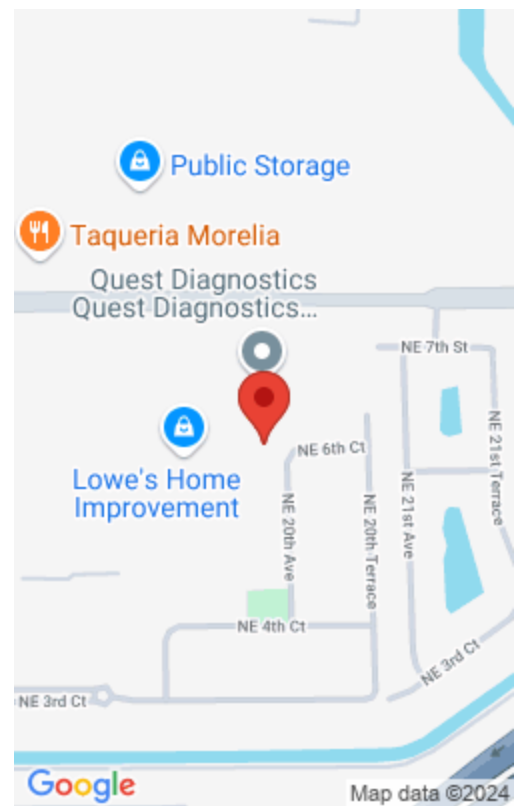 Public Storage
Taqueria Morelia
Quest Diagnostics
Quest Diagnostics...
NE 7th St
NE 6th Ct
Lowe's Home
Improvement
NE 20th Ave
NE 20th Terrace
NE 21st Ave
NE 21st Terrace
NE 4th Ct
NE 3rd Ct
NE 3rd Ct
Google
Map data ©2024